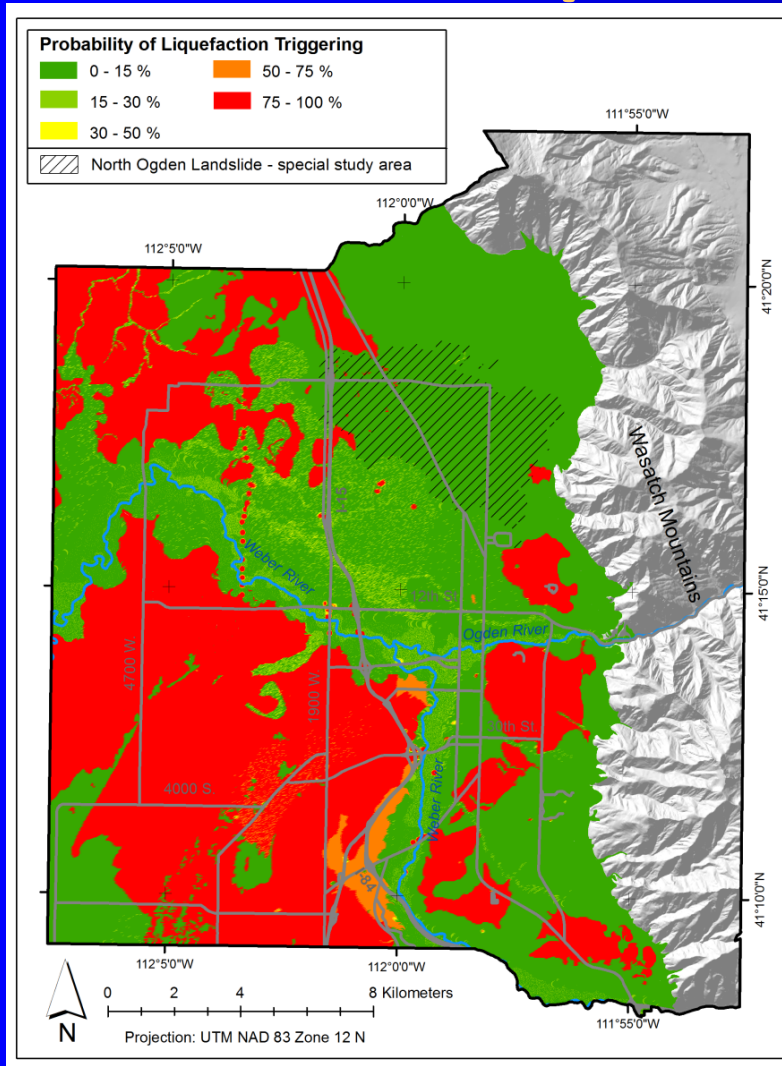 Probability of Liquefaction Triggering
0 - 15 %
50 - 75 %
15 - 30 %
75 - 100 %
30 - 50 %
North Ogden Landslide - special study area
111°55'0"W
112°0'0"W
112°5'0"W
41°20'0"N
Wasatch Mountains
I-15
Weber River
12th St.
41°15'0"N
Ogden River
4700 W.
1900 W.
4000 S.
Weber River
I-84
41°10'0"N
112°5'0"W
112°0'0"W
111°55'0"W
0 2 4 8 Kilometers
N
Projection: UTM NAD 83 Zone 12 N